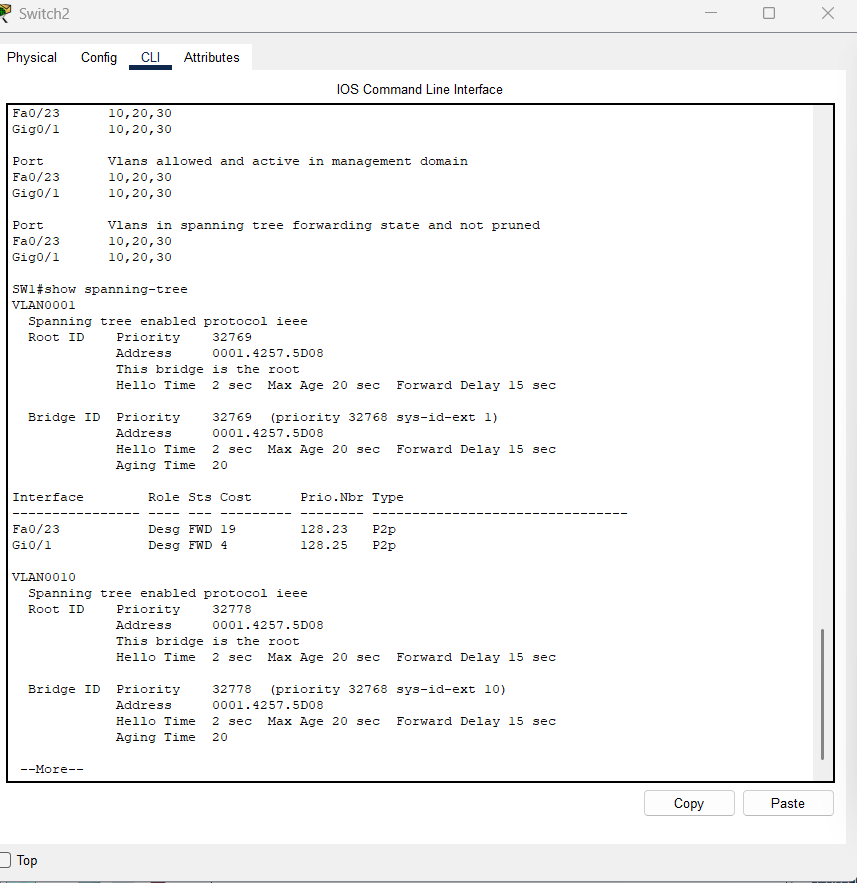 Switch2
Physical Config CLI Attributes
IOS Command Line Interface
Fa0/23 10,20,30
Gig0/1 10,20,30
Port Vlans allowed and active in management domain
Fa0/23 10,20,30
Gig0/1 10,20,30
Port Vlans in spanning tree forwarding state and not pruned
Fa0/23 10,20,30
Gig0/1 10,20,30
SW1#show spanning-tree
VLAN0001
Spanning tree enabled protocol ieee
Root ID Priority 32769
Address 0001.4257.5D08
This bridge is the root
Hello Time 2 sec Max Age 20 sec Forward Delay 15 sec
Bridge ID Priority 32769 (priority 32768 sys-id-ext 1)
Address 0001.4257.5D08
Hello Time 2 sec Max Age 20 sec Forward Delay 15 sec
Aging Time 20
Interface Role Sts Cost Prio.Nbr Type
---------------- ---- --- --------- -------- --------------------------------
Fa0/23 Desg FWD 19 128.23 P2p
Gi0/1 Desg FWD 4 128.25 P2p
VLAN0010
Spanning tree enabled protocol ieee
Root ID Priority 32778
Address 0001.4257.5D08
This bridge is the root
Hello Time 2 sec Max Age 20 sec Forward Delay 15 sec
Bridge ID Priority 32778 (priority 32768 sys-id-ext 10)
Address 0001.4257.5D08
Hello Time 2 sec Max Age 20 sec Forward Delay 15 sec
Aging Time 20
--More--
Copy Paste
Top